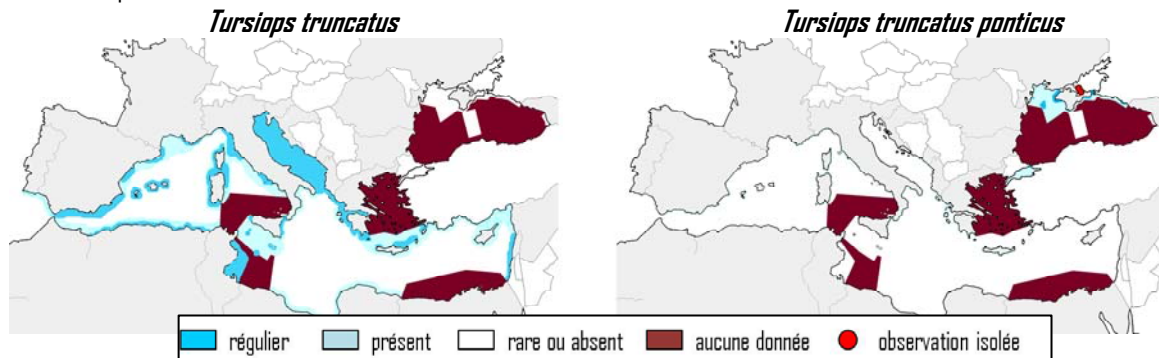 Tursiops truncatus
Tursiops truncatus ponticus
régulier
présent
rare ou absent
aucune donnée
observation isolée